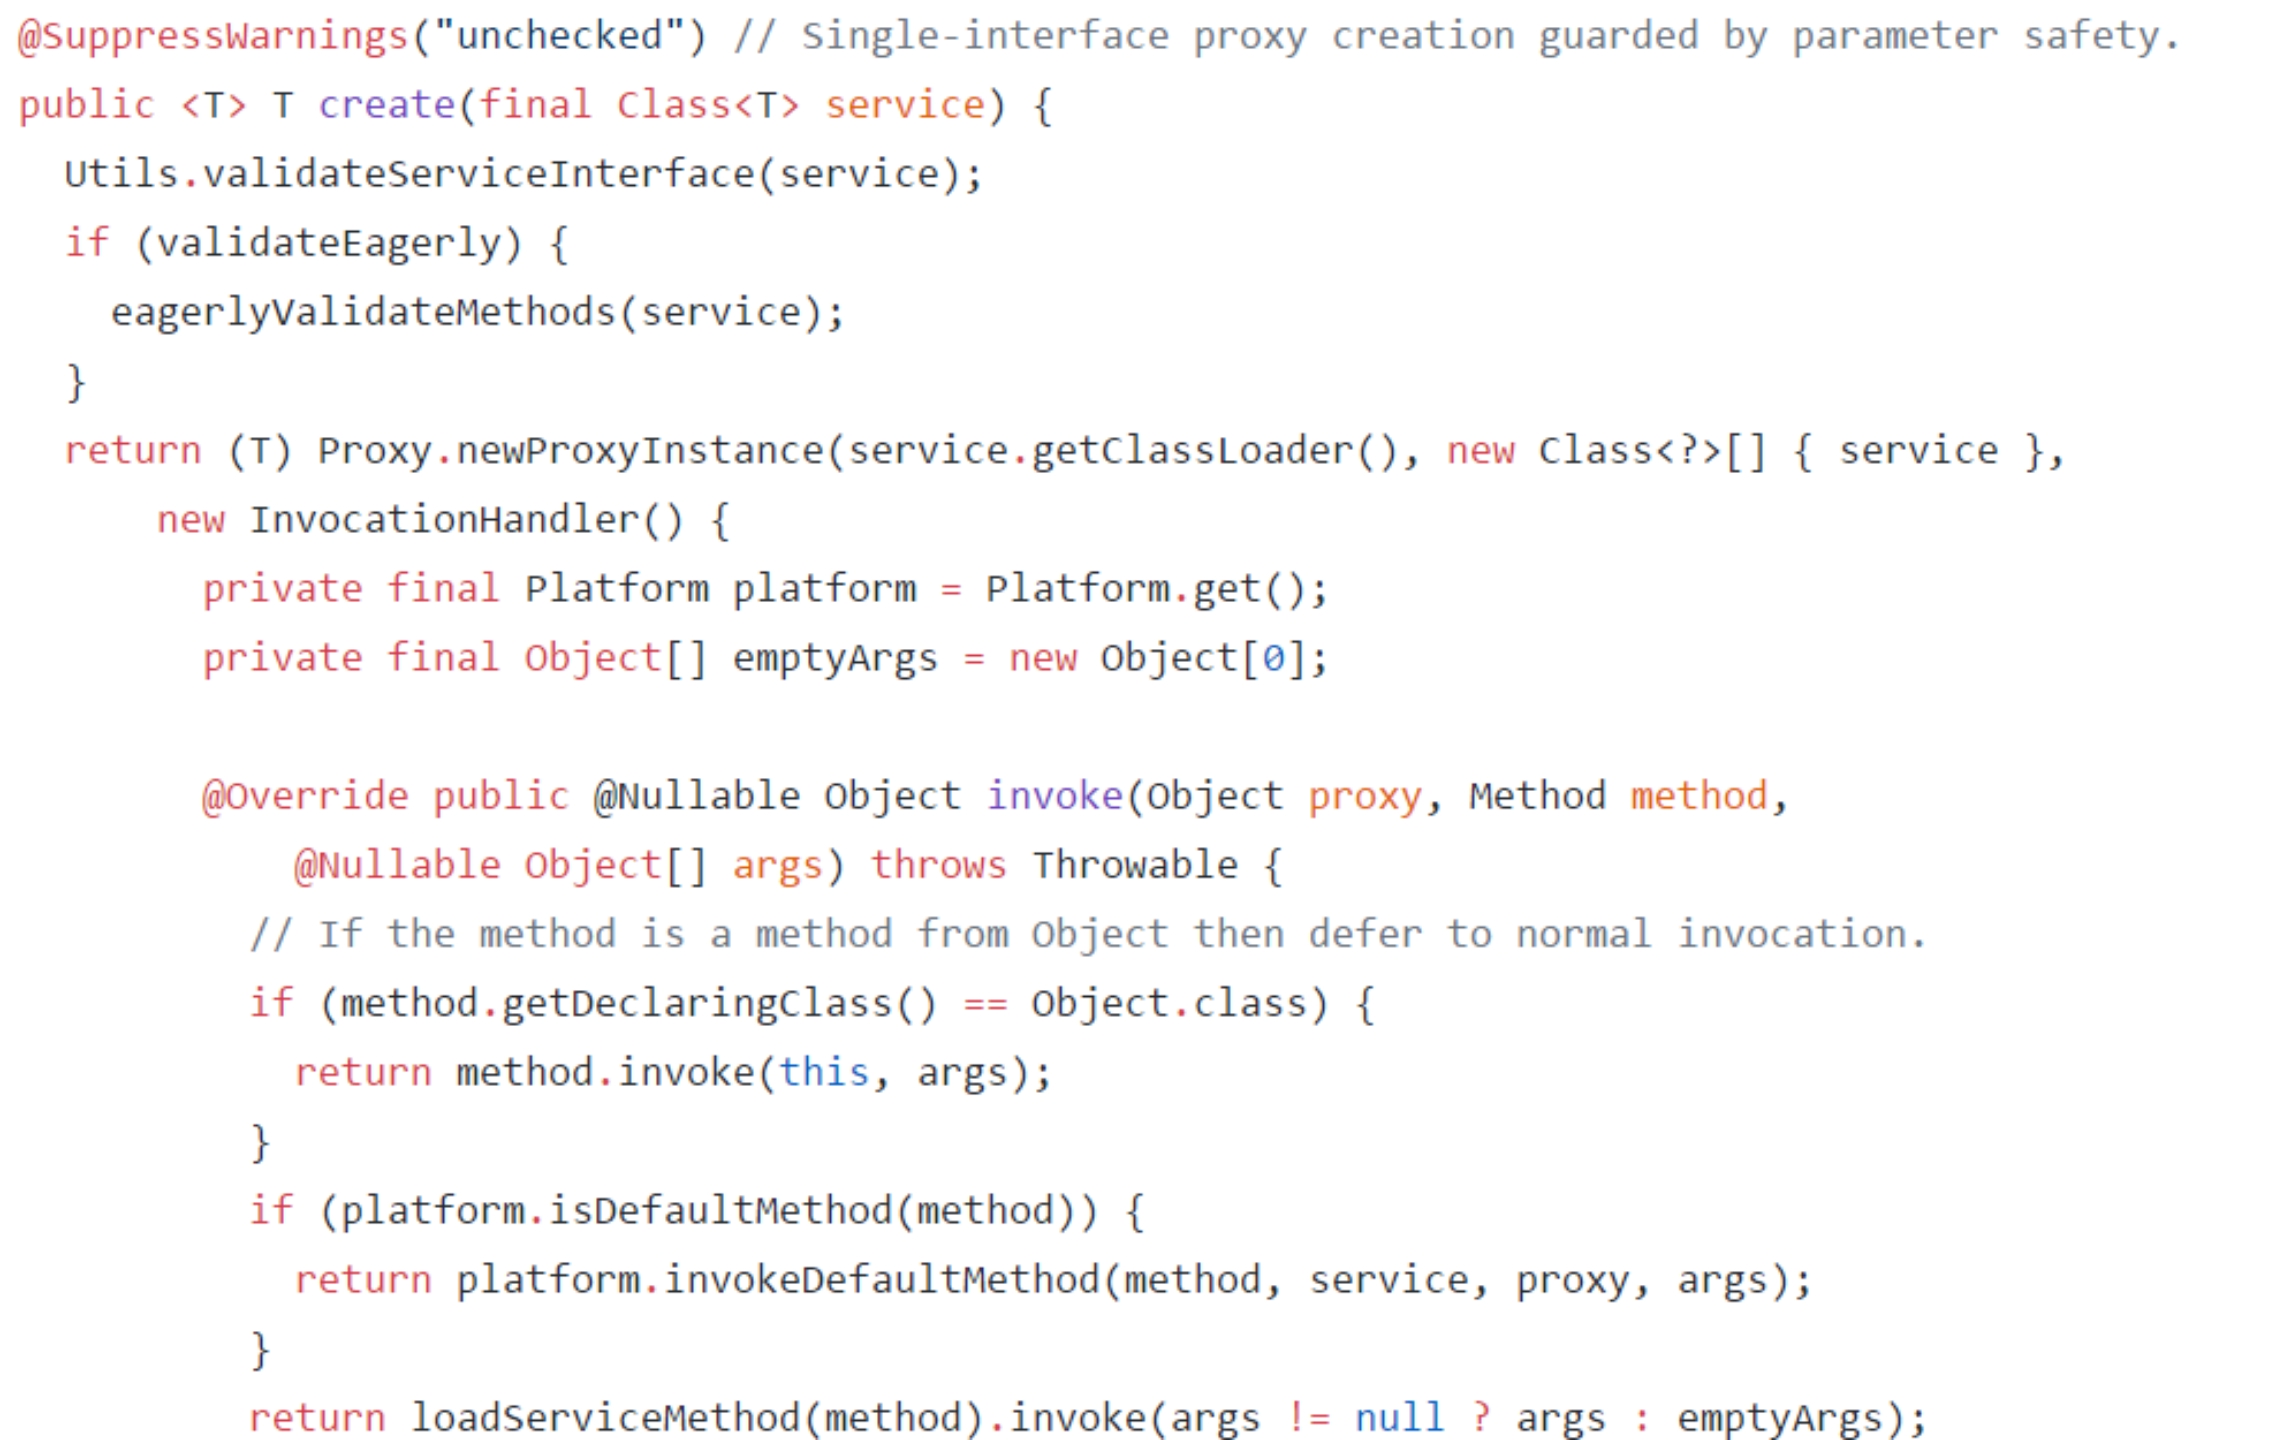 @SuppressWarnings("unchecked") // Single-interface proxy creation guarded by parameter safety.
public <T> T create(final Class<T> service) {
  Utils.validateServiceInterface(service);
  if (validateEagerly) {
    eagerlyValidateMethods(service);
  }
  return (T) Proxy.newProxyInstance(service.getClassLoader(), new Class<?>[] { service },
      new InvocationHandler() {
        private final Platform platform = Platform.get();
        private final Object[] emptyArgs = new Object[0];

        @Override public @Nullable Object invoke(Object proxy, Method method,
            @Nullable Object[] args) throws Throwable {
          // If the method is a method from Object then defer to normal invocation.
          if (method.getDeclaringClass() == Object.class) {
            return method.invoke(this, args);
          }
          if (platform.isDefaultMethod(method)) {
            return platform.invokeDefaultMethod(method, service, proxy, args);
          }
          return loadServiceMethod(method).invoke(args != null ? args : emptyArgs);